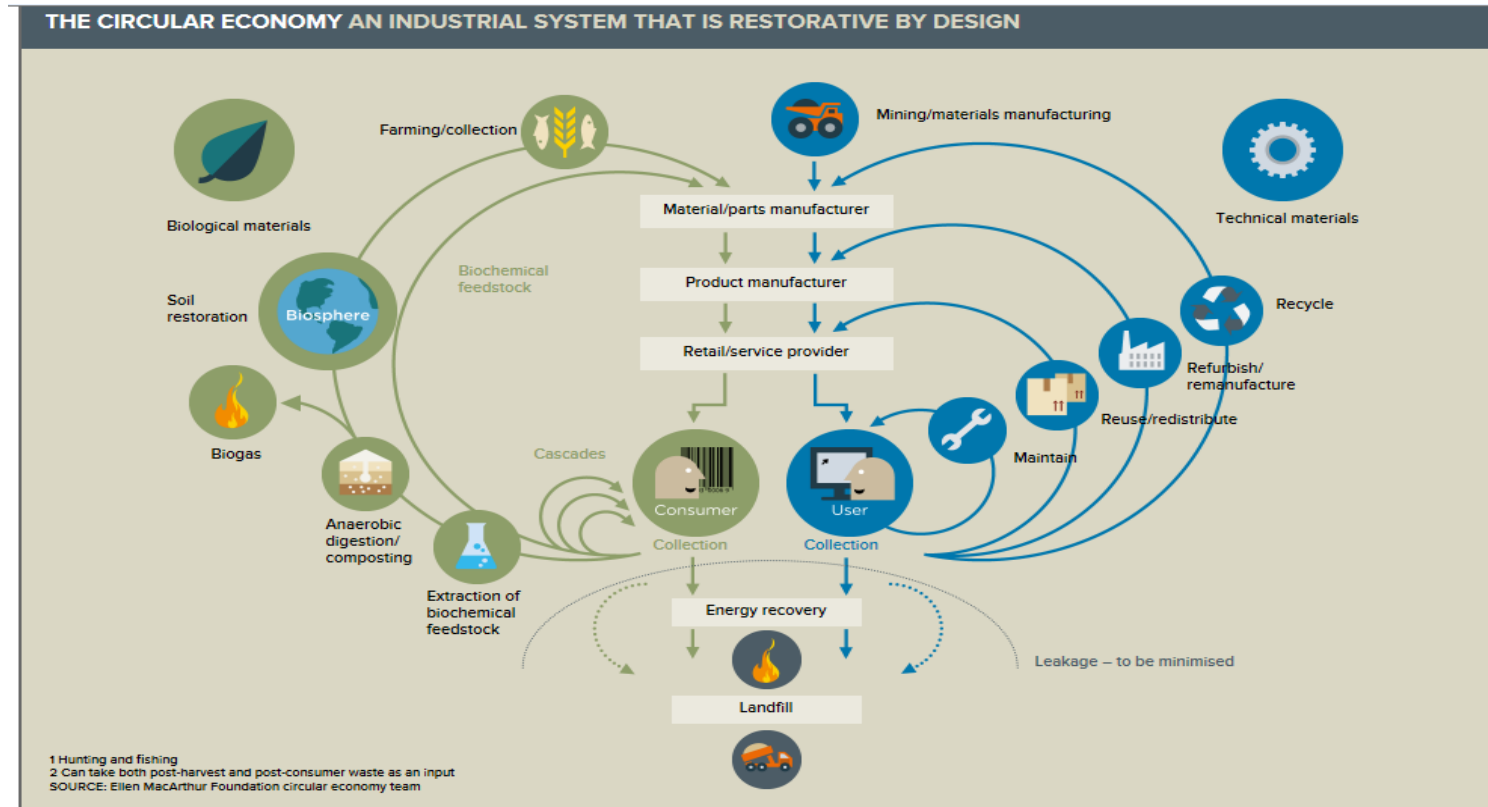 THE CIRCULAR ECONOMY AN INDUSTRIAL SYSTEM THAT IS RESTORATIVE BY DESIGN
Farming/collection
Mining/materials manufacturing
Biological materials
Technical materials
Material/parts manufacturer
Biochemical
feedstock
Product manufacturer
Soil
restoration
Biosphere
Recycle
Retail/service provider
Refurbish/
remanufacture
Reuse/redistribute
Biogas
Cascades
Maintain
Consumer
User
Anaerobic
digestion/
composting
Collection
Collection
Extraction of
biochemical
feedstock
Energy recovery
Leakage – to be minimised
Landfill
1 Hunting and fishing
2 Can take both post-harvest and post-consumer waste as an input
SOURCE: Ellen MacArthur Foundation circular economy team